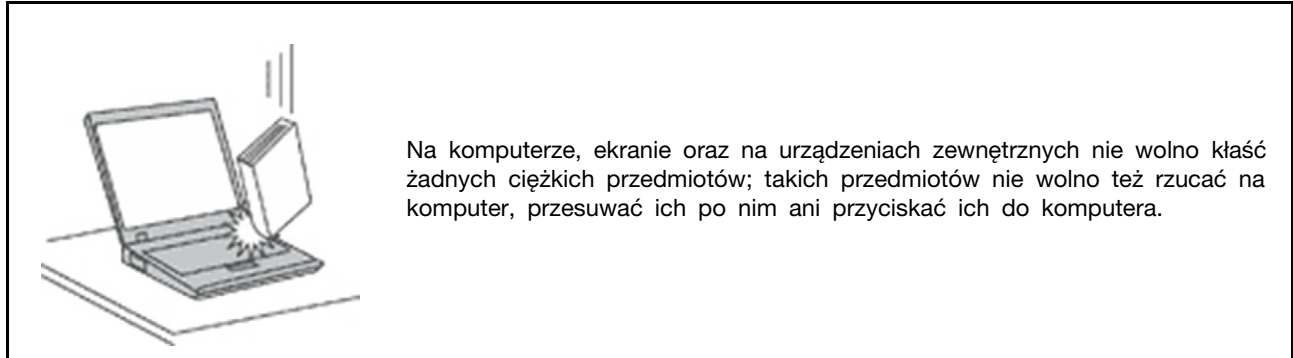 Na komputerze, ekranie oraz na urządzeniach zewnętrznych nie wolno kłaść
żadnych ciężkich przedmiotów; takich przedmiotów nie wolno też rzucać na
komputer, przesuwać ich po nim ani przyciskać ich do komputera.